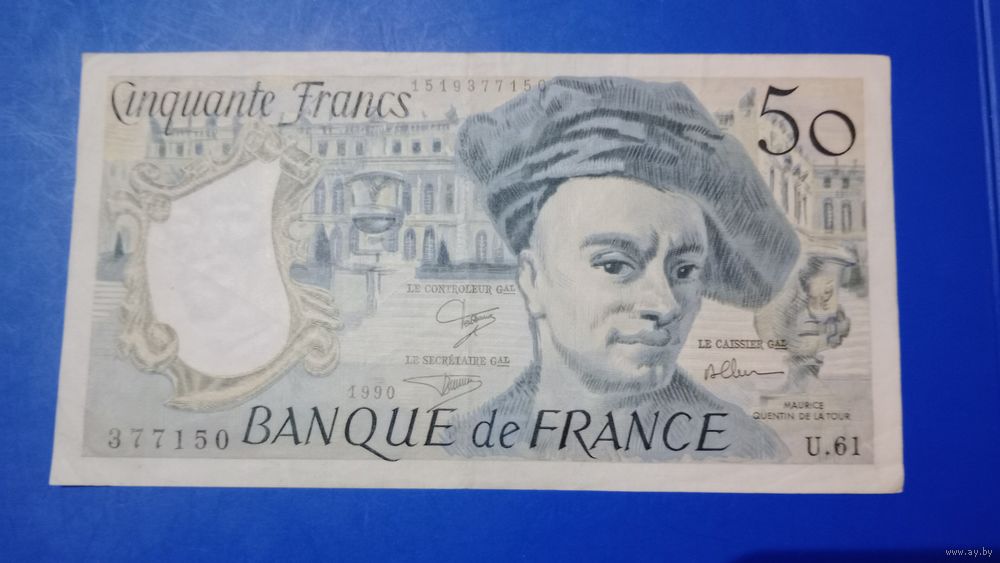 Cinquante Francs
1519377150
50
LE CONTROLEUR GAL
LE SECRÉTAIRE GAL
LE CAISSIER GAL
1990
MAURICE
QUENTIN DE LA TOUR
377150
BANQUE de FRANCE
U.61
www.ay.by